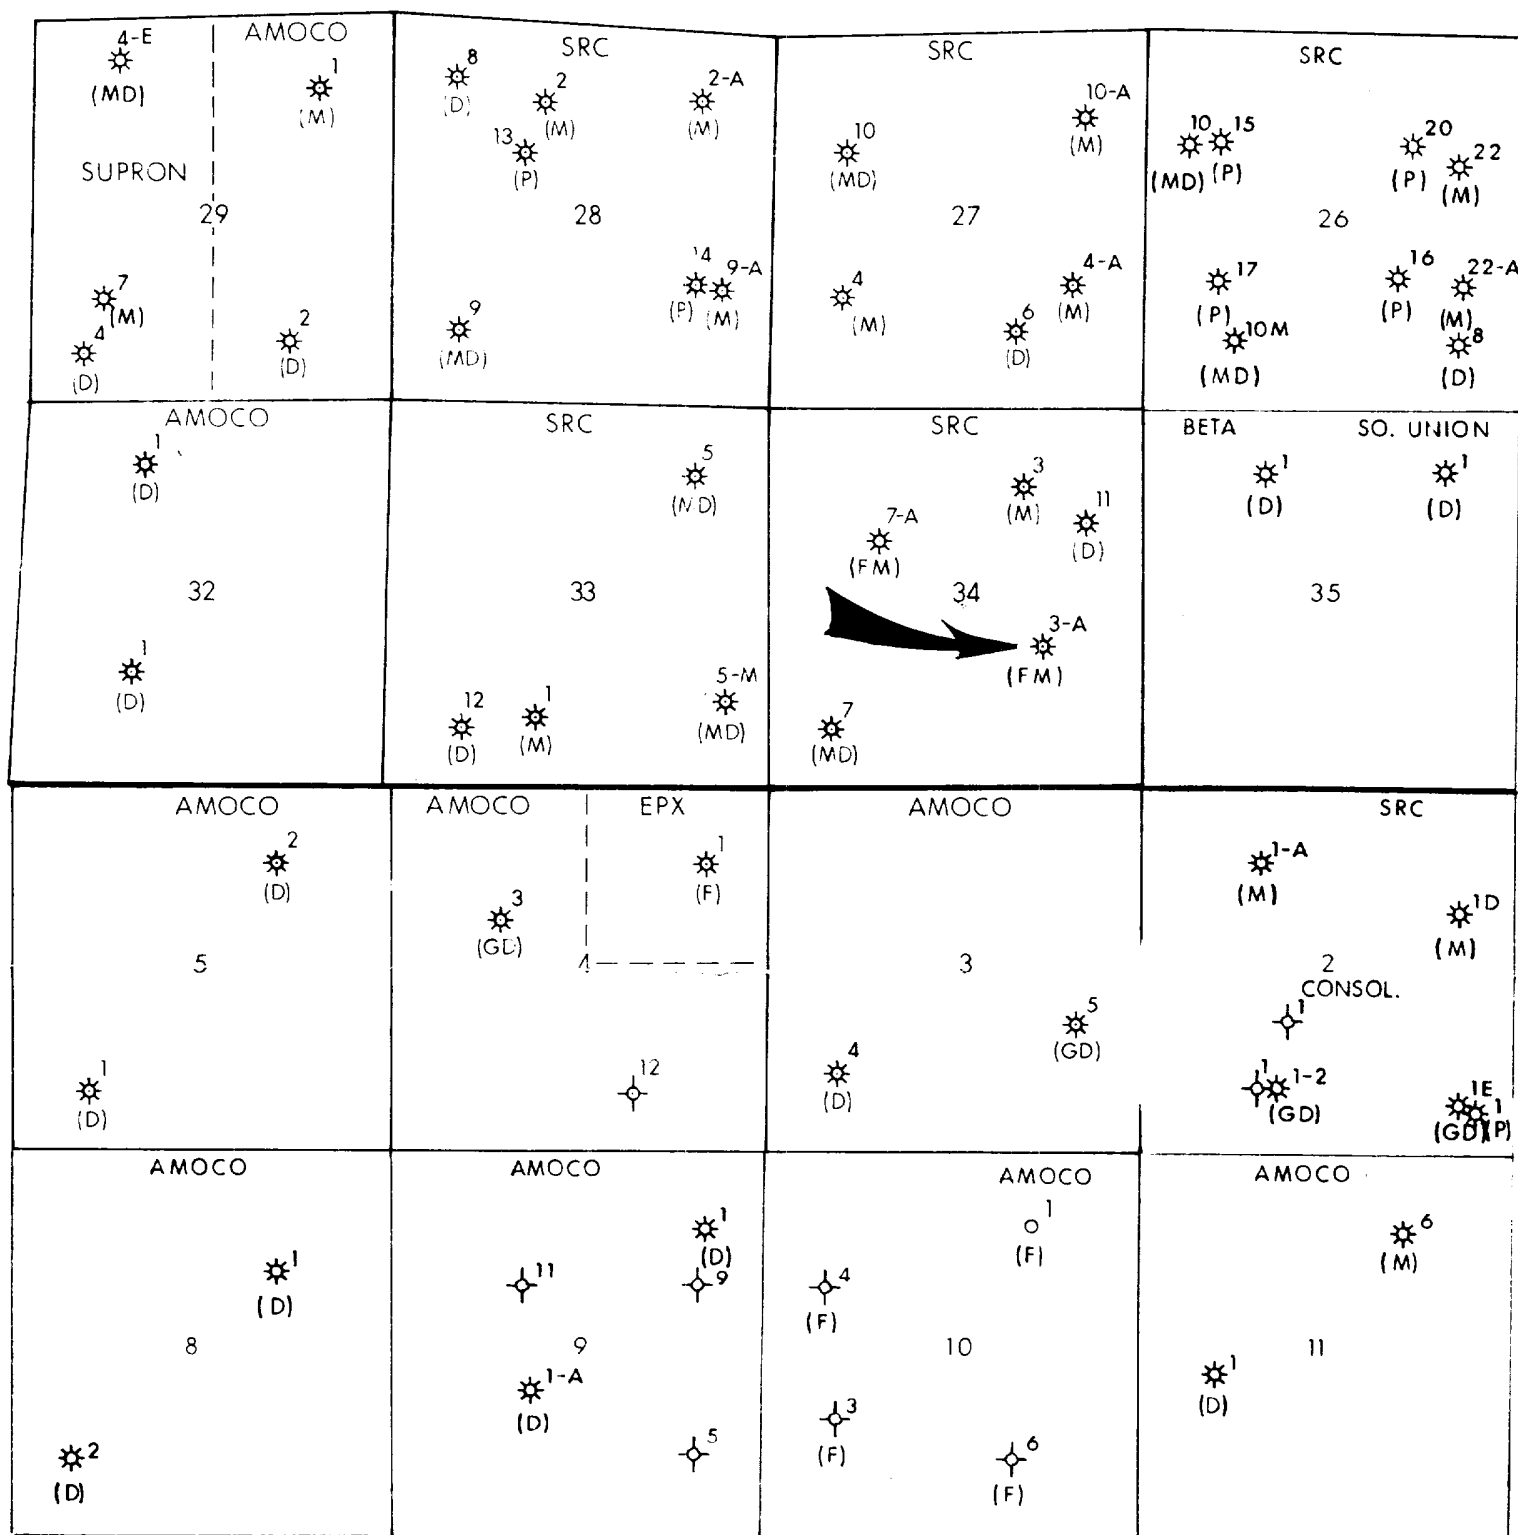 4-E
(MD)
AMOCO
1
(M)
SUPRON
29
7
(M)
4
(D)
2
(D)
SRC
8
(D)
2
(M)
2-A
(M)
13
(P)
28
14
(P)
9-A
(M)
9
(MD)
SRC
10-A
(M)
10
(MD)
27
4
(M)
4-A
(M)
6
(D)
SRC
10
(MD)
15
(P)
20
(P)
22
(M)
26
17
(P)
16
(P)
22-A
(M)
10M
(MD)
8
(D)
AMOCO
1
(D)
32
1
(D)
SRC
5
(MD)
33
12
(D)
1
(M)
5-M
(MD)
SRC
3
(M)
11
(D)
7-A
(FM)
34
3-A
(FM)
7
(MD)
BETA
SO. UNION
1
(D)
1
(D)
35
AMOCO
2
(D)
5
1
(D)
AMOCO
EPX
1
(F)
3
(GD)
4
12
AMOCO
3
5
(GD)
4
(D)
SRC
1-A
(M)
1D
(M)
2
CONSOL.
1
1
1-2
(GD)
1E
(GD)
1
(P)
AMOCO
1
(D)
8
2
(D)
AMOCO
1
(D)
11
9
9
1-A
(D)
5
AMOCO
1
(F)
4
(F)
10
3
(F)
6
(F)
AMOCO
6
(M)
11
1
(D)